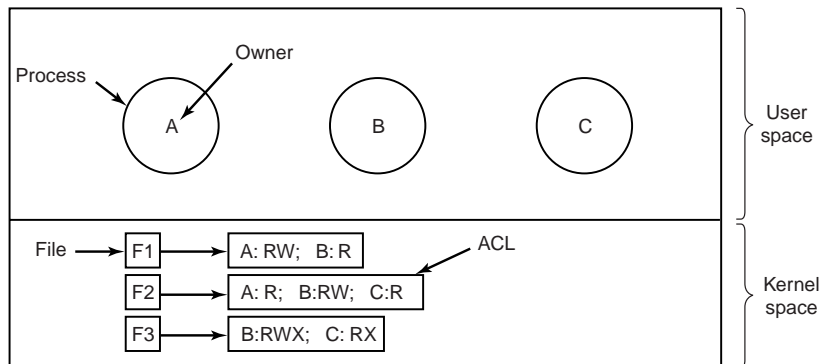 Owner
Process
A
B
C
User
space
File
F1
A: RW; B: R
ACL
F2
A: R; B:RW; C:R
F3
B:RWX; C: RX
Kernel
space